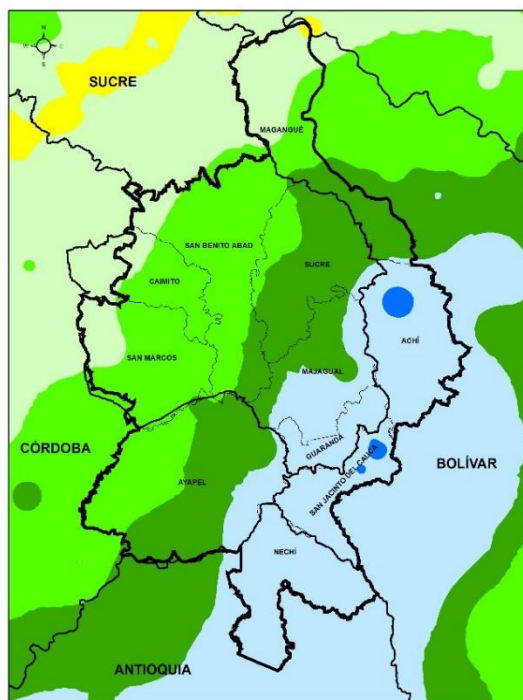 N
E
S
SUCRE
MAGANGUÉ
SAN BENITO ABAD
SUCRE
CAIMITO
ACHÍ
SAN MARCOS
MAJAGUAL
CÓRDOBA
GUARANDA
BOLÍVAR
AYAPEL
SAN JACINTO DEL CAUCA
NECHÍ
ANTIOQUIA